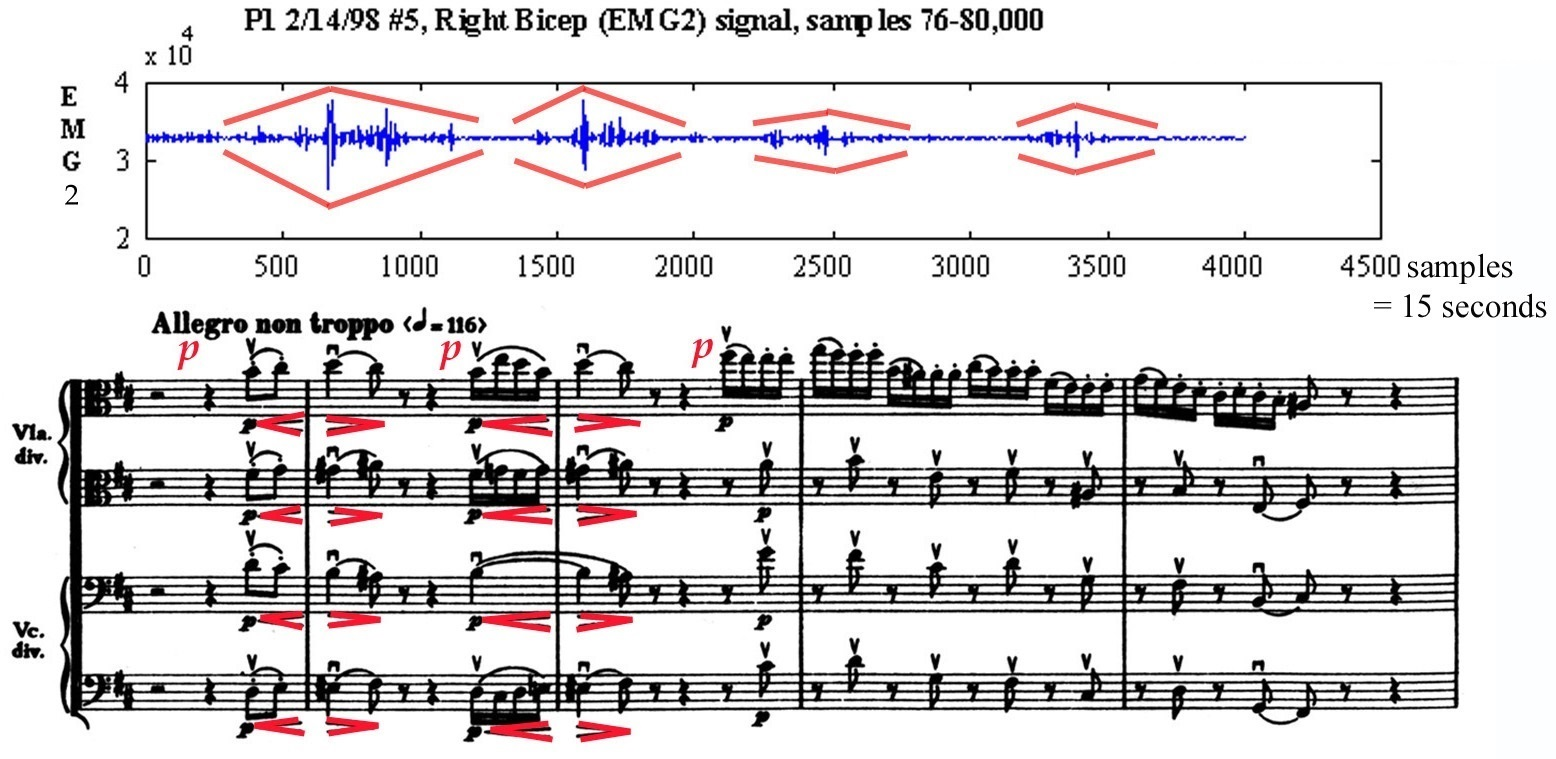 P1 2/14/98 #5, Right Bicep (EMG2) signal, samples 76-80,000
x 10 4
4
3
2
E
M
G
2
0 500 1000 1500 2000 2500 3000 3500 4000 4500 samples
= 15 seconds
Allegro non troppo <𝅗𝅥=116>
p p p
p p p
Vla.
div.
p p p
p p p
Vc.
div.
p p p